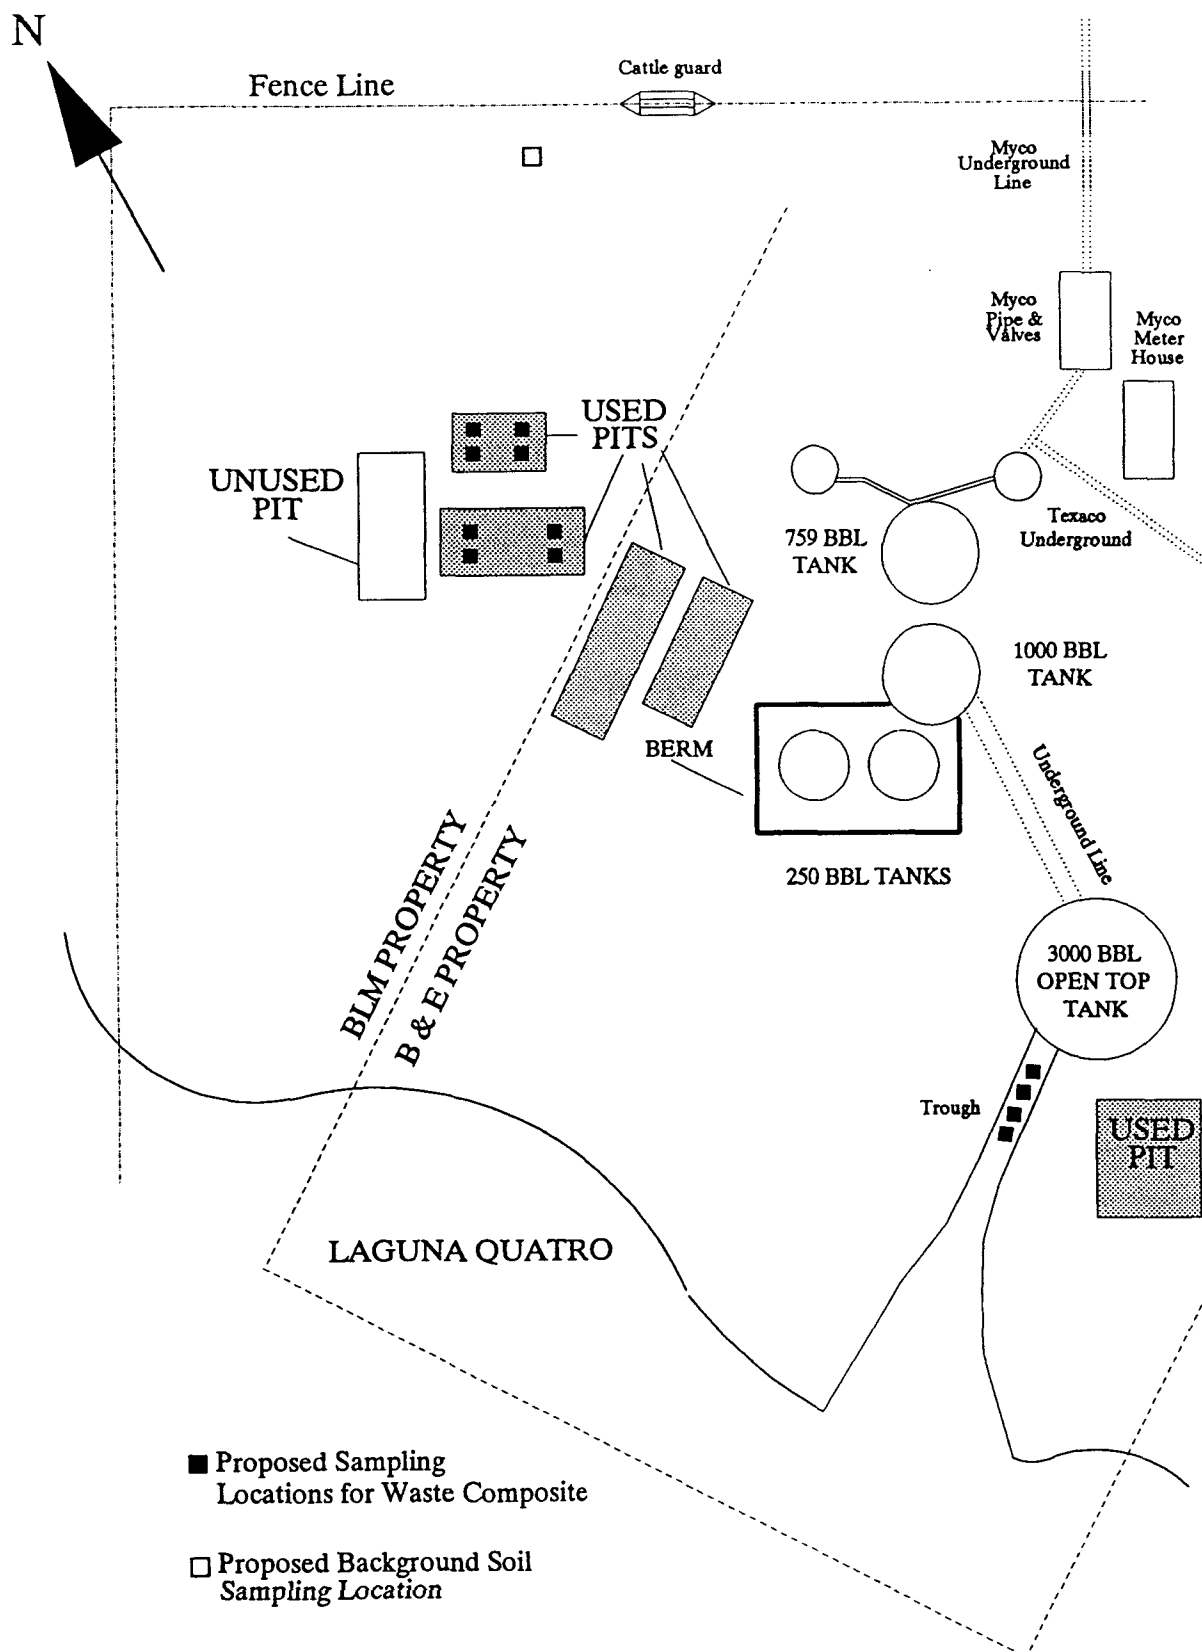 N
Fence Line
Cattle guard
Myco
Underground
Line
Myco
Pipe &
Valves
Myco
Meter
House
USED
PITS
UNUSED
PIT
759 BBL
TANK
Texaco
Underground
1000 BBL
TANK
BERM
Underground Line
250 BBL TANKS
BLM PROPERTY
B & E PROPERTY
3000 BBL
OPEN TOP
TANK
Trough
USED
PIT
LAGUNA QUATRO
Proposed Sampling
Locations for Waste Composite
Proposed Background Soil
Sampling Location